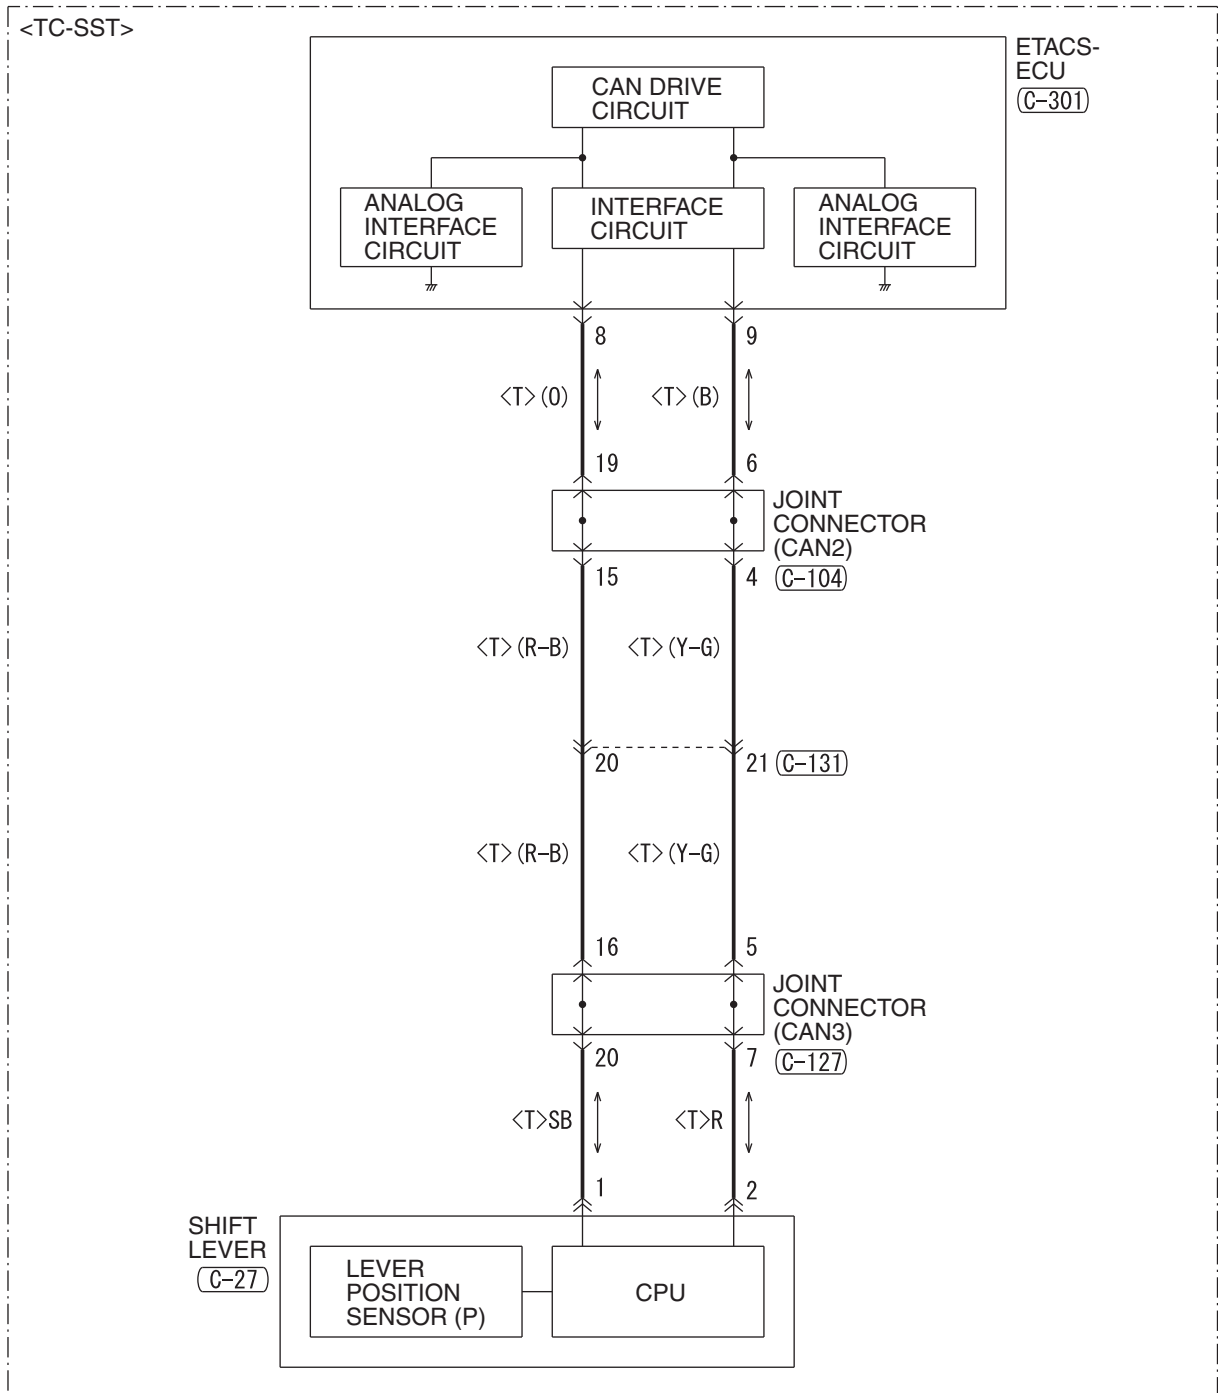 <TC-SST>
ETACS-
ECU
C-301
CAN DRIVE
CIRCUIT
ANALOG
INTERFACE
CIRCUIT
INTERFACE
CIRCUIT
ANALOG
INTERFACE
CIRCUIT
8
9
<T>(O)
<T>(B)
19
6
JOINT
CONNECTOR
(CAN2)
C-104
15
4
<T>(R-B)
<T>(Y-G)
20
21
C-131
<T>(R-B)
<T>(Y-G)
16
5
JOINT
CONNECTOR
(CAN3)
C-127
20
7
<T>SB
<T>R
1
2
SHIFT
LEVER
C-27
LEVER
POSITION
SENSOR (P)
CPU